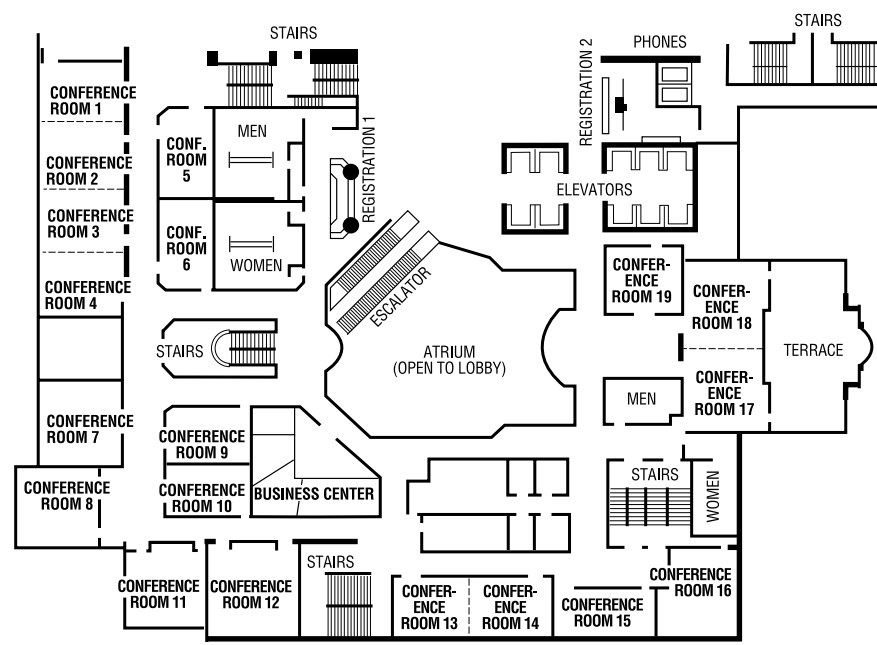 STAIRS
STAIRS
PHONES
REGISTRATION 2
CONFERENCE
ROOM 1
MEN
CONF.
ROOM
5
REGISTRATION 1
CONFERENCE
ROOM 2
ELEVATORS
CONFERENCE
ROOM 3
CONF.
ROOM
6
WOMEN
CONFERENCE
ROOM 4
ESCALATOR
CONFER-
ENCE
ROOM 19
CONFER-
ENCE
ROOM 18
STAIRS
ATRIUM
(OPEN TO LOBBY)
TERRACE
MEN
CONFER-
ENCE
ROOM 17
CONFERENCE
ROOM 7
CONFERENCE
ROOM 9
CONFERENCE
ROOM 8
CONFERENCE
ROOM 10
BUSINESS CENTER
STAIRS
WOMEN
STAIRS
CONFERENCE
ROOM 11
CONFERENCE
ROOM 12
CONFER-
ENCE
ROOM 13
CONFER-
ENCE
ROOM 14
CONFERENCE
ROOM 15
CONFERENCE
ROOM 16